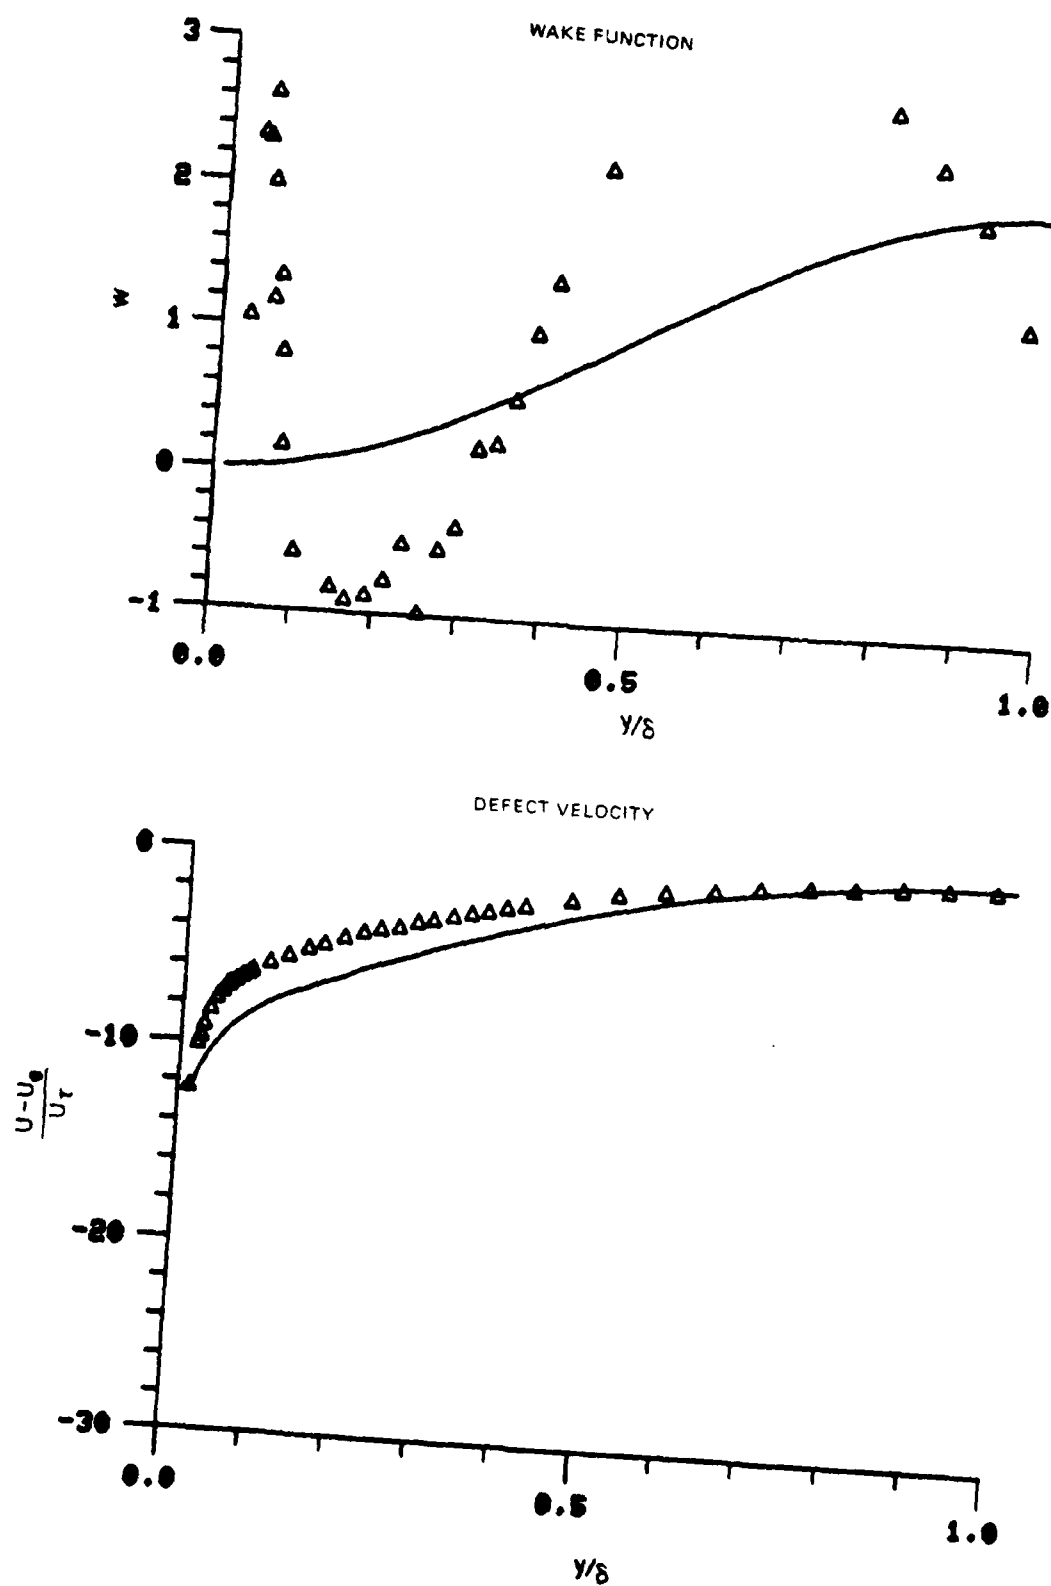 WAKE FUNCTION
3
2
1
0
-1
W
0.0
0.5
1.0
y/δ
DEFECT VELOCITY
0
-10
-20
-30
U-Ue
Uτ
0.0
0.5
1.0
y/δ